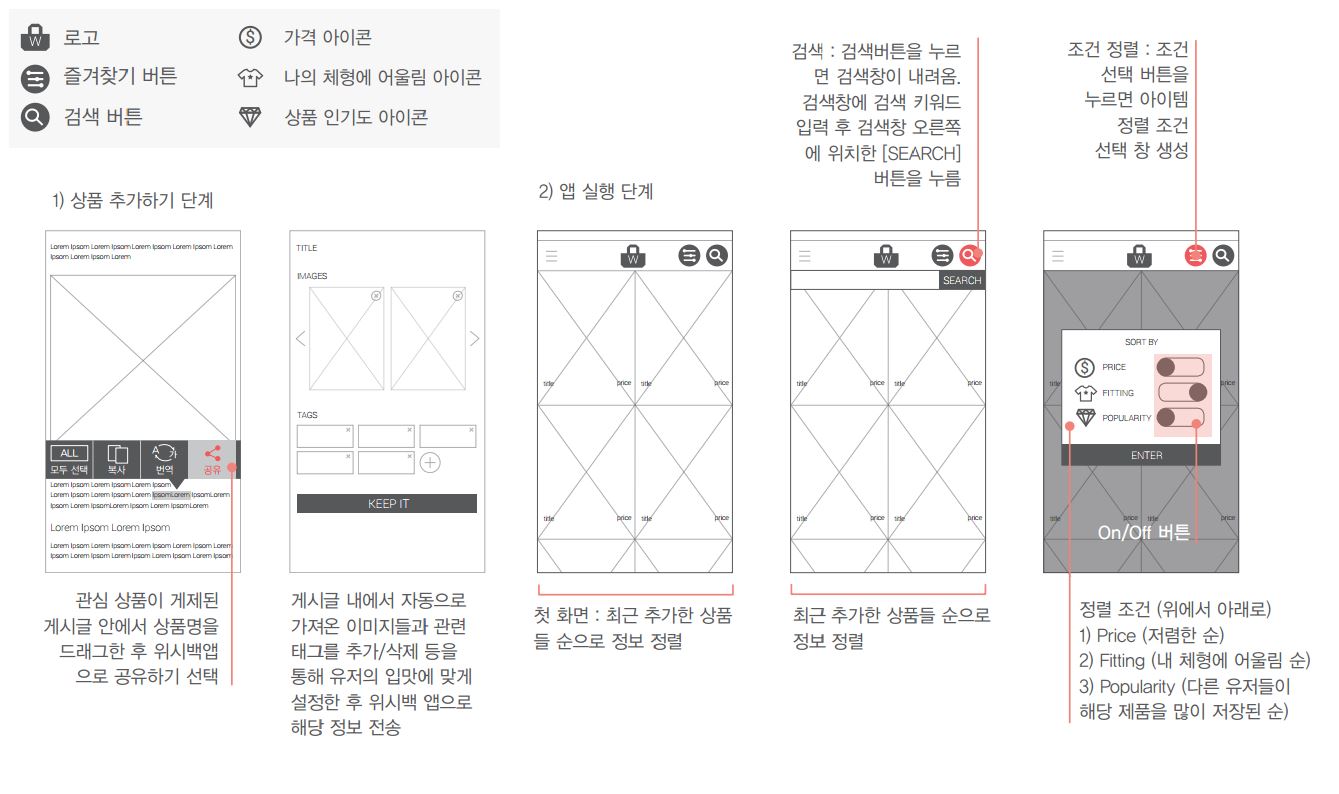 로고
즐겨찾기 버튼
검색 버튼
가격 아이콘
나의 체형에 어울림 아이콘
상품 인기도 아이콘
1) 상품 추가하기 단계
Lorem Ipsom Lorem Ipsom Lorem Ipsom Lorem Ipsom Lorem
Ipsom Lorem Ipsom Lorem
ALL
모두 선택
복사
A가
번역
공유
Ipsom Lorem Ipsom Lorem Ipsom Lorem Ipsom
Lorem Ipsom Lorem Ipsom Lorem IpsomLorem IpsomLorem
Ipsom Lorem IpsomLorem Ipsom Lorem IpsomLorem
Lorem Ipsom Lorem Ipsom
Lorem Ipsom Lorem Ipsom Lorem Ipsom Lorem Ipsom Lorem
Ipsom Lorem Ipsom Lorem Ipsom Lorem Ipsom Lorem Ipsom
관심 상품이 게제된
게시글 안에서 상품명을
드래그한 후 위시백앱
으로 공유하기 선택
TITLE
IMAGES
TAGS
KEEP IT
게시글 내에서 자동으로
가져온 이미지들과 관련
태그를 추가/삭제 등을
통해 유저의 입맛에 맞게
설정한 후 위시백 앱으로
해당 정보 전송
2) 앱 실행 단계
W
title price title price
title price title price
첫 화면 : 최근 추가한 상품
들 순으로 정보 정렬
검색 : 검색버튼을 누르
면 검색창이 내려옴.
검색창에 검색 키워드
입력 후 검색창 오른쪽
에 위치한 [SEARCH]
버튼을 누름
W
SEARCH
title price title price
title price title price
최근 추가한 상품들 순으로
정보 정렬
조건 정렬 : 조건
선택 버튼을
누르면 아이템
정렬 조건
선택 창 생성
W
SORT BY
PRICE
FITTING
POPULARITY
ENTER
title price
title price title price
On/Off 버튼
정렬 조건 (위에서 아래로)
1) Price (저렴한 순)
2) Fitting (내 체형에 어울림 순)
3) Popularity (다른 유저들이
해당 제품을 많이 저장된 순)